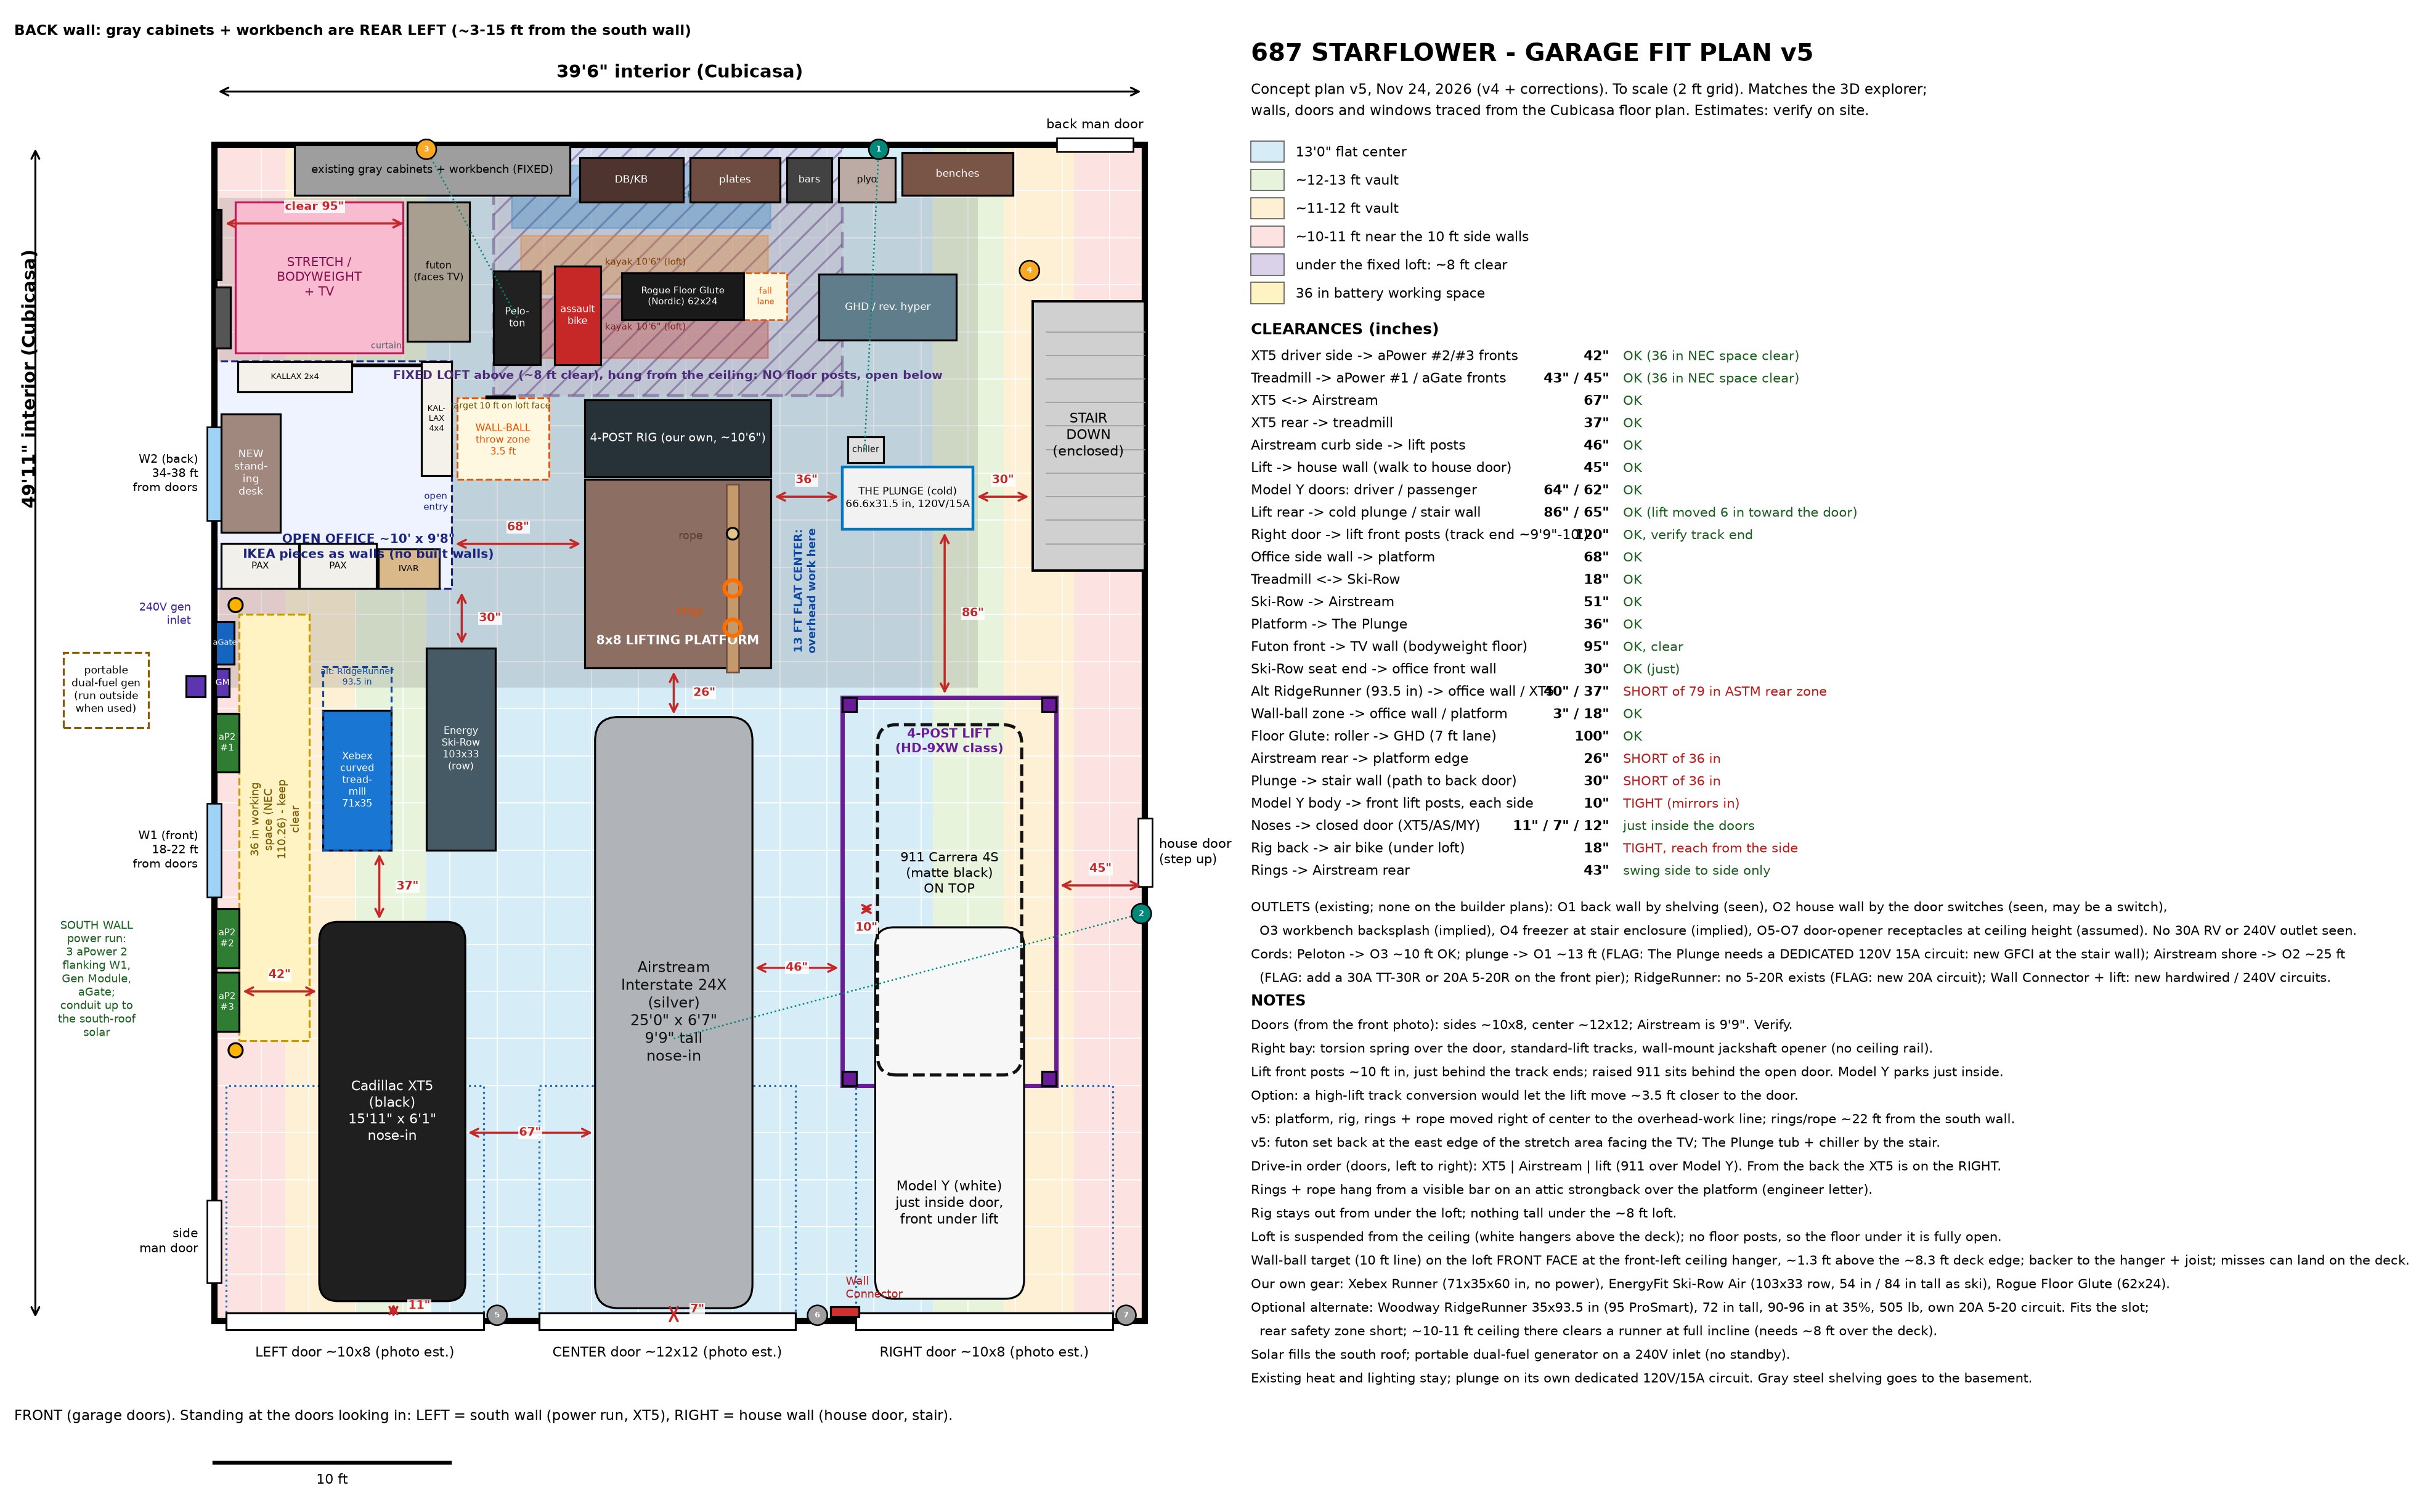 BACK wall: gray cabinets + workbench are REAR LEFT (~3-15 ft from the south wall)
39'6" interior (Cubicasa)
49'11" interior (Cubicasa)
back man door
3
1
existing gray cabinets + workbench (FIXED)
DB/KB
plates
bars
plyo
benches
clear 95"
STRETCH /
BODYWEIGHT
+ TV
futon
(faces TV)
curtain
kayak 10'6" (loft)
Pelo-
ton
assault
bike
Rogue Floor Glute
(Nordic) 62x24
fall
lane
kayak 10'6" (loft)
GHD / rev. hyper
4
KALLAX 2x4
FIXED LOFT above (~8 ft clear), hung from the ceiling: NO floor posts, open below
KAL-
LAX
4x4
target 10 ft on loft face
WALL-BALL
throw zone
3.5 ft
4-POST RIG (our own, ~10'6")
chiller
STAIR
DOWN
(enclosed)
W2 (back)
34-38 ft
from doors
NEW
stand-
ing
desk
open
entry
36"
THE PLUNGE (cold)
66.6x31.5 in, 120V/15A
30"
68"
OPEN OFFICE ~10' x 9'8"
IKEA pieces as walls (no built walls)
PAX
PAX
IVAR
rope
rings
13 FT FLAT CENTER:
overhead work here
86"
8x8 LIFTING PLATFORM
240V gen
inlet
30"
aGate
GM
portable
dual-fuel gen
(run outside
when used)
alt: RidgeRunner
93.5 in
26"
aP2
#1
Xebex
curved
tread-
mill
71x35
Energy
Ski-Row
103x33
(row)
4-POST LIFT
(HD-9XW class)
36 in working
space (NEC
110.26) - keep
clear
W1 (front)
18-22 ft
from doors
house door
(step up)
37"
911 Carrera 4S
(matte black)
ON TOP
45"
10"
2
SOUTH WALL
power run:
3 aPower 2
flanking W1,
Gen Module,
aGate;
conduit up to
the south-roof
solar
aP2
#2
aP2
#3
42"
46"
Airstream
Interstate 24X
(silver)
25'0" x 6'7"
9'9" tall
nose-in
Cadillac XT5
(black)
15'11" x 6'1"
nose-in
67"
Model Y (white)
just inside door,
front under lift
side
man door
Wall
Connector
11"
7"
5
6
7
LEFT door ~10x8 (photo est.)
CENTER door ~12x12 (photo est.)
RIGHT door ~10x8 (photo est.)
FRONT (garage doors). Standing at the doors looking in: LEFT = south wall (power run, XT5), RIGHT = house wall (house door, stair).
10 ft
687 STARFLOWER - GARAGE FIT PLAN v5
Concept plan v5, Nov 24, 2026 (v4 + corrections). To scale (2 ft grid). Matches the 3D explorer;
walls, doors and windows traced from the Cubicasa floor plan. Estimates: verify on site.
13'0" flat center
~12-13 ft vault
~11-12 ft vault
~10-11 ft near the 10 ft side walls
under the fixed loft: ~8 ft clear
36 in battery working space
CLEARANCES (inches)
XT5 driver side -> aPower #2/#3 fronts 42" OK (36 in NEC space clear)
Treadmill -> aPower #1 / aGate fronts 43" / 45" OK (36 in NEC space clear)
XT5 <-> Airstream 67" OK
XT5 rear -> treadmill 37" OK
Airstream curb side -> lift posts 46" OK
Lift -> house wall (walk to house door) 45" OK
Model Y doors: driver / passenger 64" / 62" OK
Lift rear -> cold plunge / stair wall 86" / 65" OK (lift moved 6 in toward the door)
Right door -> lift front posts (track end ~9'9"-10') 120" OK, verify track end
Office side wall -> platform 68" OK
Treadmill <-> Ski-Row 18" OK
Ski-Row -> Airstream 51" OK
Platform -> The Plunge 36" OK
Futon front -> TV wall (bodyweight floor) 95" OK, clear
Ski-Row seat end -> office front wall 30" OK (just)
Alt RidgeRunner (93.5 in) -> office wall / XT5 40" / 37" SHORT of 79 in ASTM rear zone
Wall-ball zone -> office wall / platform 3" / 18" OK
Floor Glute: roller -> GHD (7 ft lane) 100" OK
Airstream rear -> platform edge 26" SHORT of 36 in
Plunge -> stair wall (path to back door) 30" SHORT of 36 in
Model Y body -> front lift posts, each side 10" TIGHT (mirrors in)
Noses -> closed door (XT5/AS/MY) 11" / 7" / 12" just inside the doors
Rig back -> air bike (under loft) 18" TIGHT, reach from the side
Rings -> Airstream rear 43" swing side to side only
OUTLETS (existing; none on the builder plans): O1 back wall by shelving (seen), O2 house wall by the door switches (seen, may be a switch),
O3 workbench backsplash (implied), O4 freezer at stair enclosure (implied), O5-O7 door-opener receptacles at ceiling height (assumed). No 30A RV or 240V outlet seen.
Cords: Peloton -> O3 ~10 ft OK; plunge -> O1 ~13 ft (FLAG: The Plunge needs a DEDICATED 120V 15A circuit: new GFCI at the stair wall); Airstream shore -> O2 ~25 ft
(FLAG: add a 30A TT-30R or 20A 5-20R on the front pier); RidgeRunner: no 5-20R exists (FLAG: new 20A circuit); Wall Connector + lift: new hardwired / 240V circuits.
NOTES
Doors (from the front photo): sides ~10x8, center ~12x12; Airstream is 9'9". Verify.
Right bay: torsion spring over the door, standard-lift tracks, wall-mount jackshaft opener (no ceiling rail).
Lift front posts ~10 ft in, just behind the track ends; raised 911 sits behind the open door. Model Y parks just inside.
Option: a high-lift track conversion would let the lift move ~3.5 ft closer to the door.
v5: platform, rig, rings + rope moved right of center to the overhead-work line; rings/rope ~22 ft from the south wall.
v5: futon set back at the east edge of the stretch area facing the TV; The Plunge tub + chiller by the stair.
Drive-in order (doors, left to right): XT5 | Airstream | lift (911 over Model Y). From the back the XT5 is on the RIGHT.
Rings + rope hang from a visible bar on an attic strongback over the platform (engineer letter).
Rig stays out from under the loft; nothing tall under the ~8 ft loft.
Loft is suspended from the ceiling (white hangers above the deck); no floor posts, so the floor under it is fully open.
Wall-ball target (10 ft line) on the loft FRONT FACE at the front-left ceiling hanger, ~1.3 ft above the ~8.3 ft deck edge; backer to the hanger + joist; misses can land on the deck.
Our own gear: Xebex Runner (71x35x60 in, no power), EnergyFit Ski-Row Air (103x33 row, 54 in / 84 in tall as ski), Rogue Floor Glute (62x24).
Optional alternate: Woodway RidgeRunner 35x93.5 in (95 ProSmart), 72 in tall, 90-96 in at 35%, 505 lb, own 20A 5-20 circuit. Fits the slot;
rear safety zone short; ~10-11 ft ceiling there clears a runner at full incline (needs ~8 ft over the deck).
Solar fills the south roof; portable dual-fuel generator on a 240V inlet (no standby).
Existing heat and lighting stay; plunge on its own dedicated 120V/15A circuit. Gray steel shelving goes to the basement.